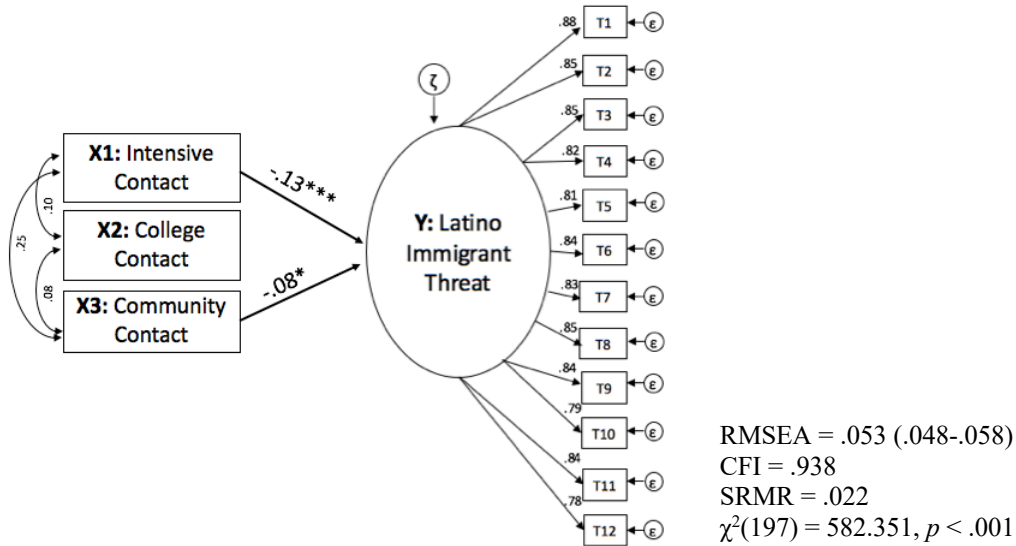 ζ
X1: Intensive
Contact
X2: College
Contact
X3: Community
Contact
.10
.25
.08
-.13***
-.08*
Y: Latino
Immigrant
Threat
.88
T1
ε
.85
T2
ε
.85
T3
ε
.82
T4
ε
.81
T5
ε
.84
T6
ε
.83
T7
ε
.85
T8
ε
.84
T9
ε
.79
T10
ε
.84
T11
ε
.78
T12
ε
RMSEA = .053 (.048-.058)
CFI = .938
SRMR = .022
χ²(197) = 582.351, p < .001